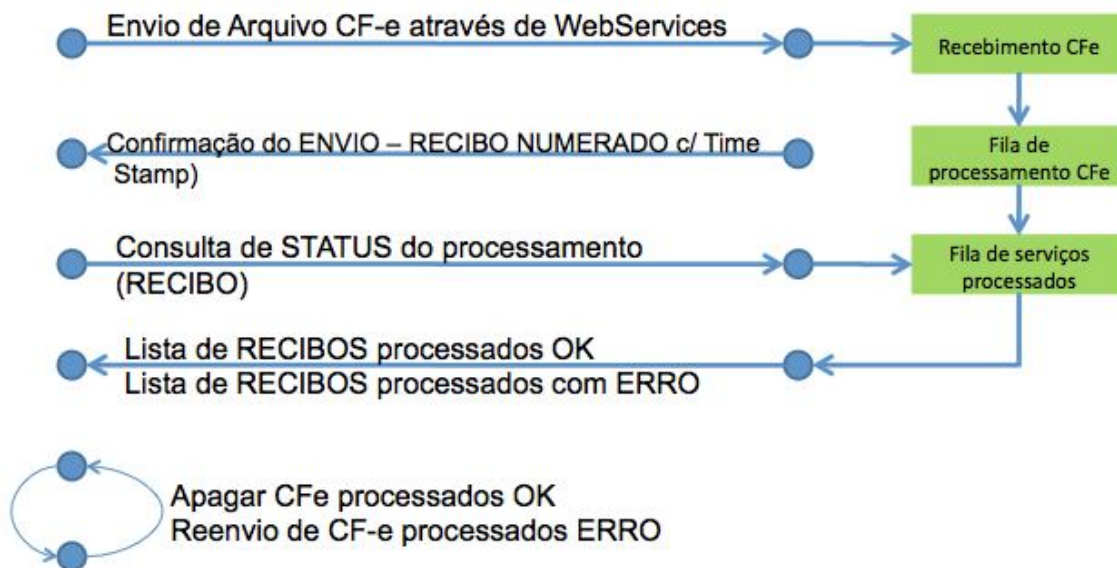 Envio de Arquivo CF-e através de WebServices
Recebimento CFe
Confirmação do ENVIO – RECIBO NUMERADO c/ Time
Stamp)
Fila de
processamento CFe
Consulta de STATUS do processamento
(RECIBO)
Fila de serviços
processados
Lista de RECIBOS processados OK
Lista de RECIBOS processados com ERRO
Apagar CFe processados OK
Reenvio de CF-e processados ERRO